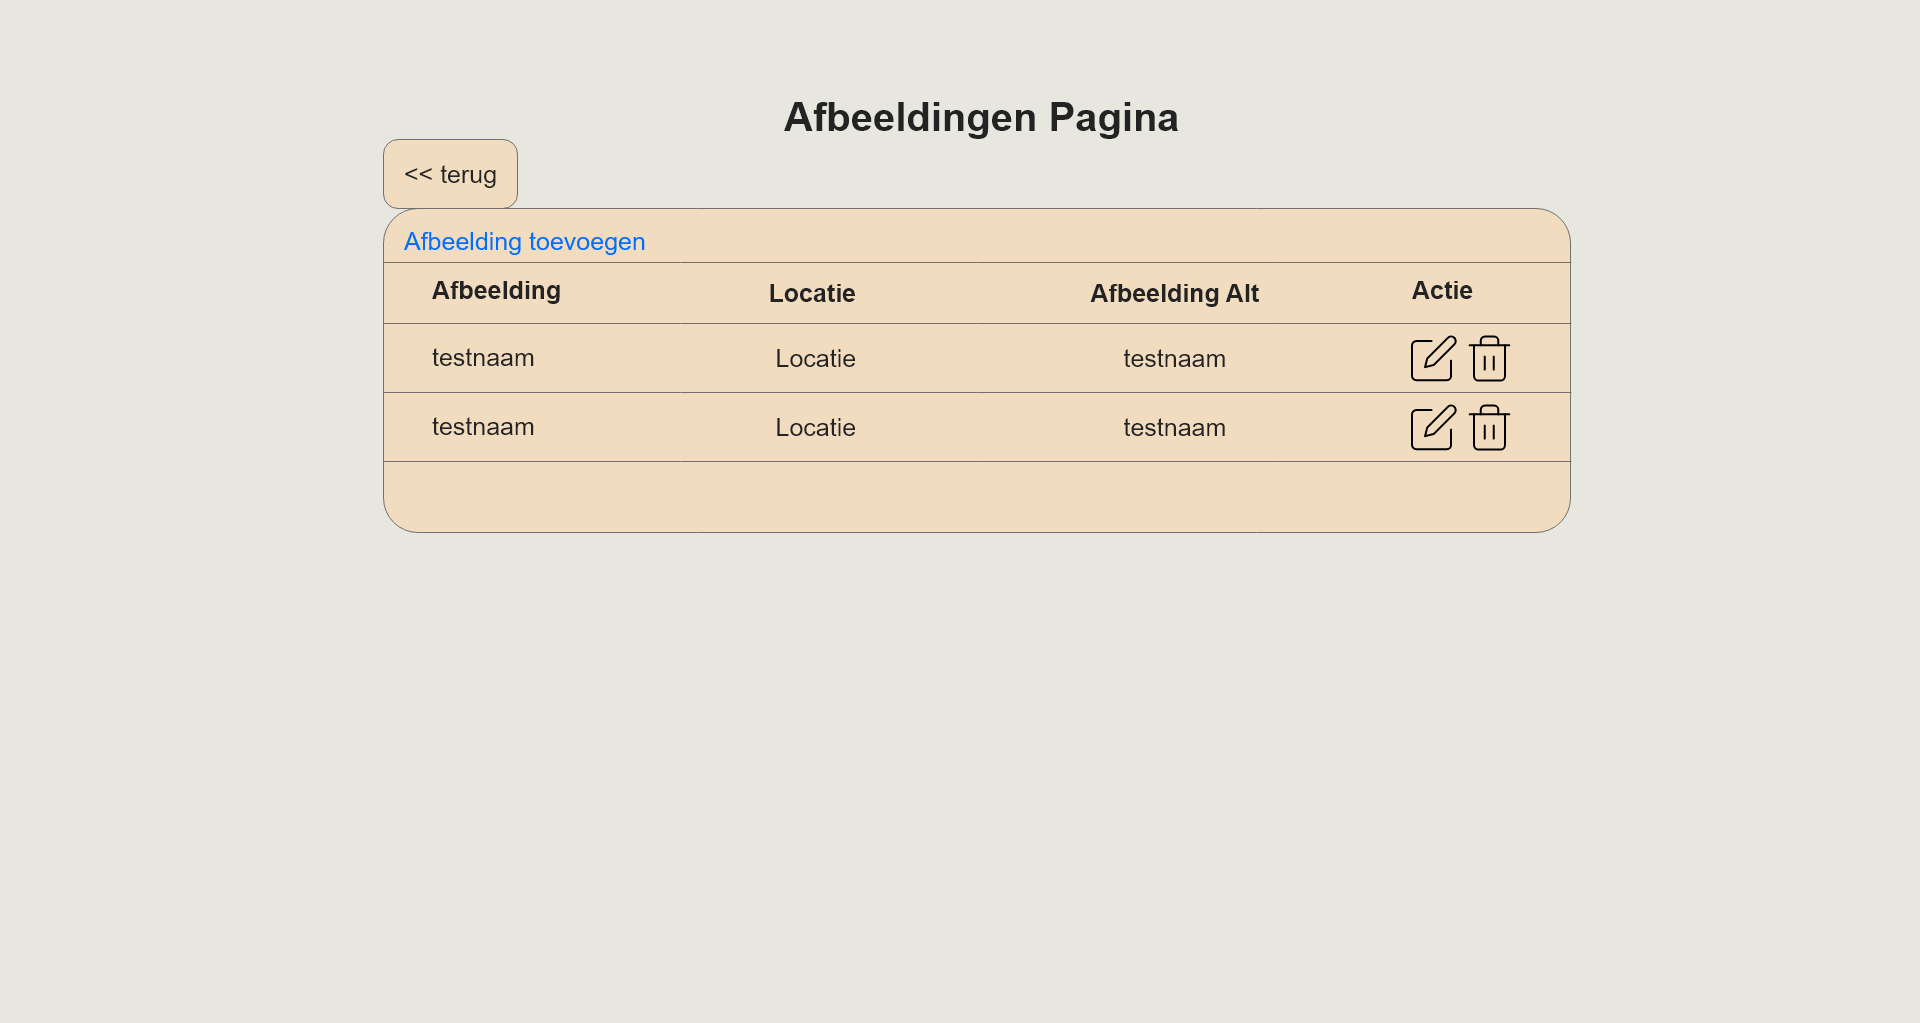 Afbeeldingen Pagina
<< terug
Afbeelding toevoegen
Afbeelding Locatie Afbeelding Alt Actie
testnaam Locatie testnaam
testnaam Locatie testnaam